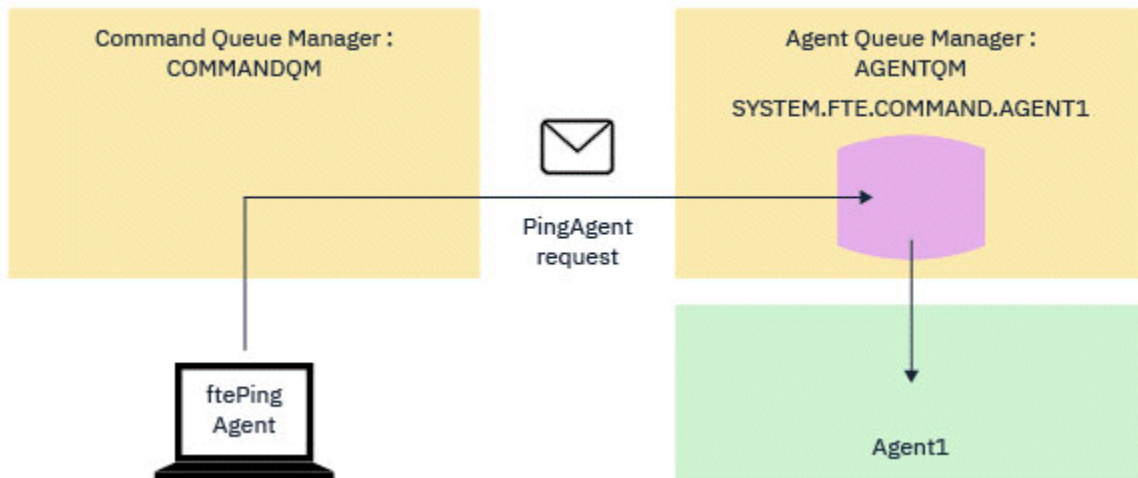 Command Queue Manager :
COMMANDQM
Agent Queue Manager :
AGENTQM
SYSTEM.FTE.COMMAND.AGENT1
PingAgent
request
ftePing
Agent
Agent1